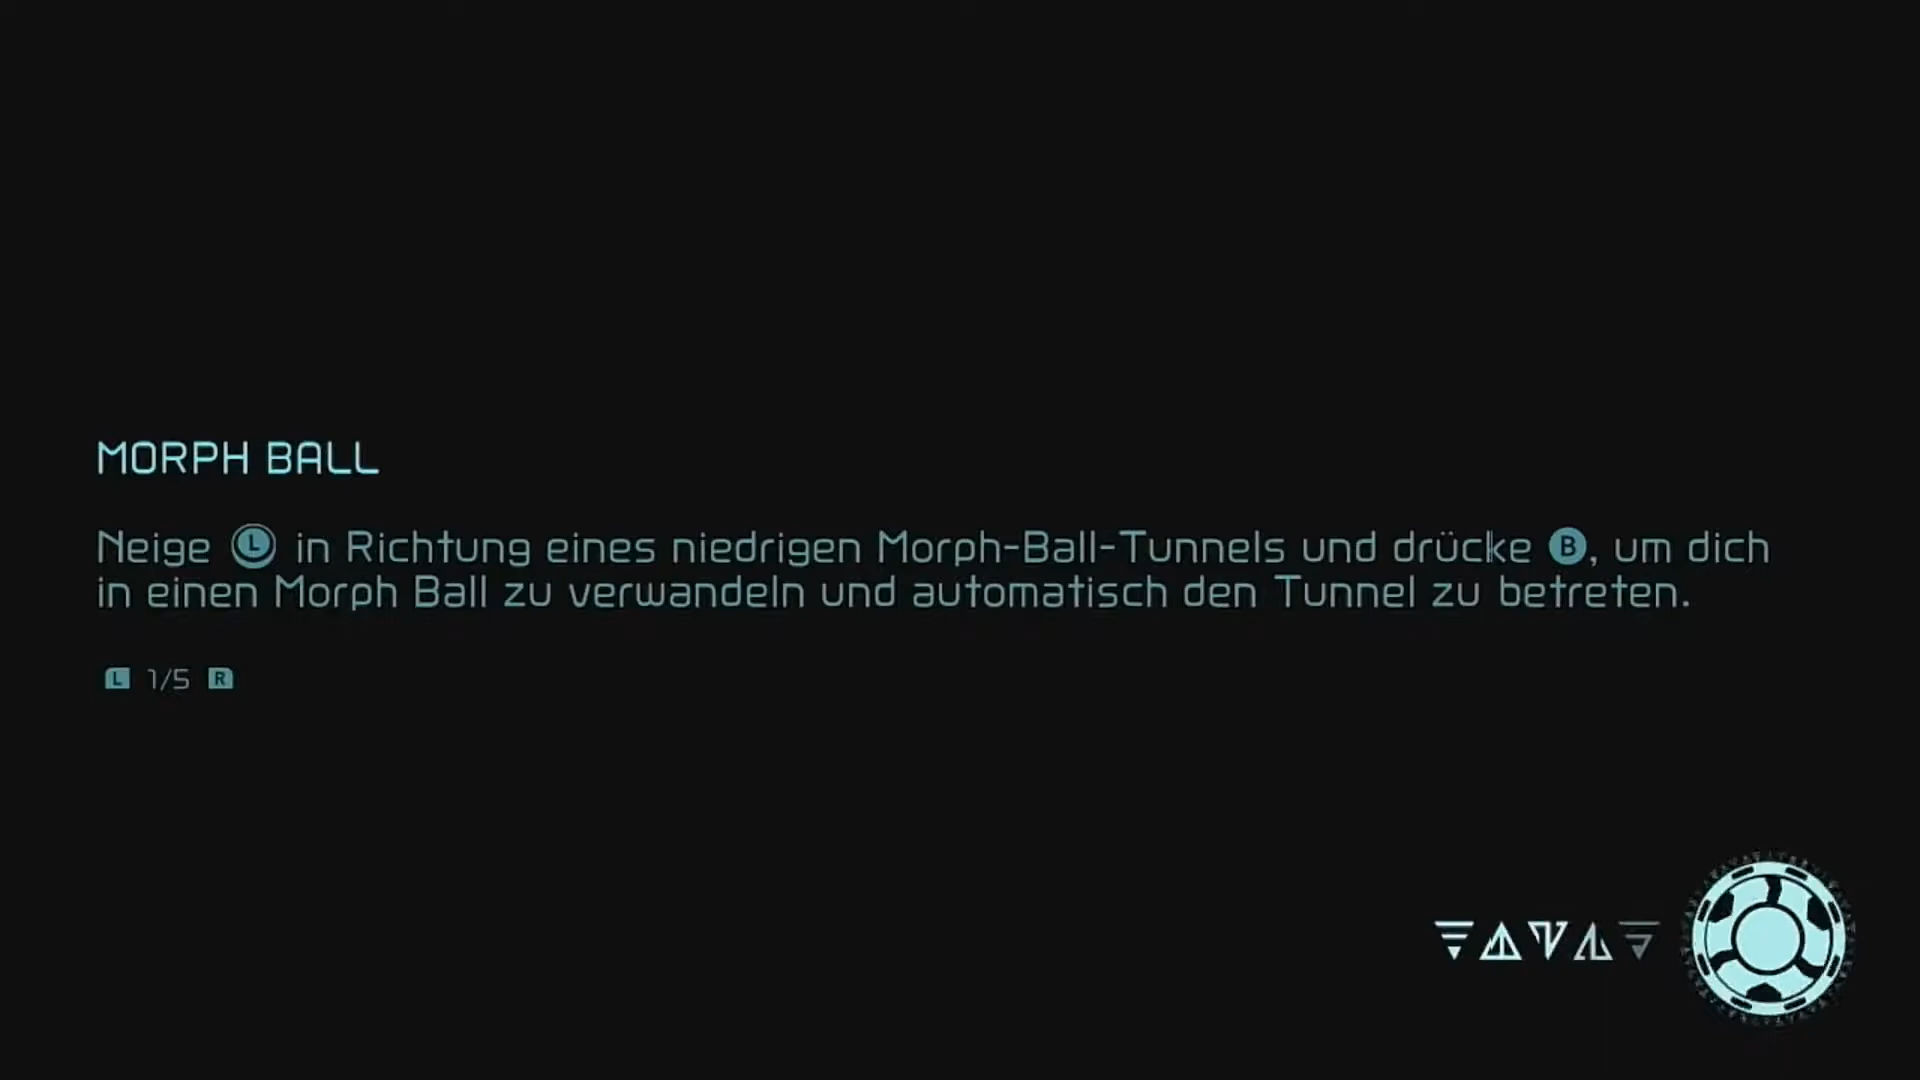 MORPH BALL
Neige L in Richtung eines niedrigen Morph-Ball-Tunnels und drücke B, um dich
in einen Morph Ball zu verwandeln und automatisch den Tunnel zu betreten.
L 1/5 R